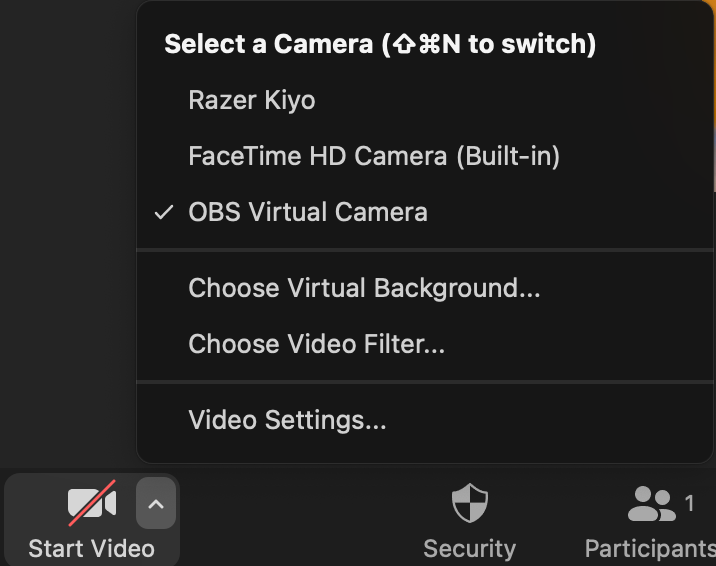 Select a Camera (⇧⌘N to switch)
Razer Kiyo
FaceTime HD Camera (Built-in)
✓ OBS Virtual Camera
Choose Virtual Background...
Choose Video Filter...
Video Settings...
1
Start Video
Security
Participants